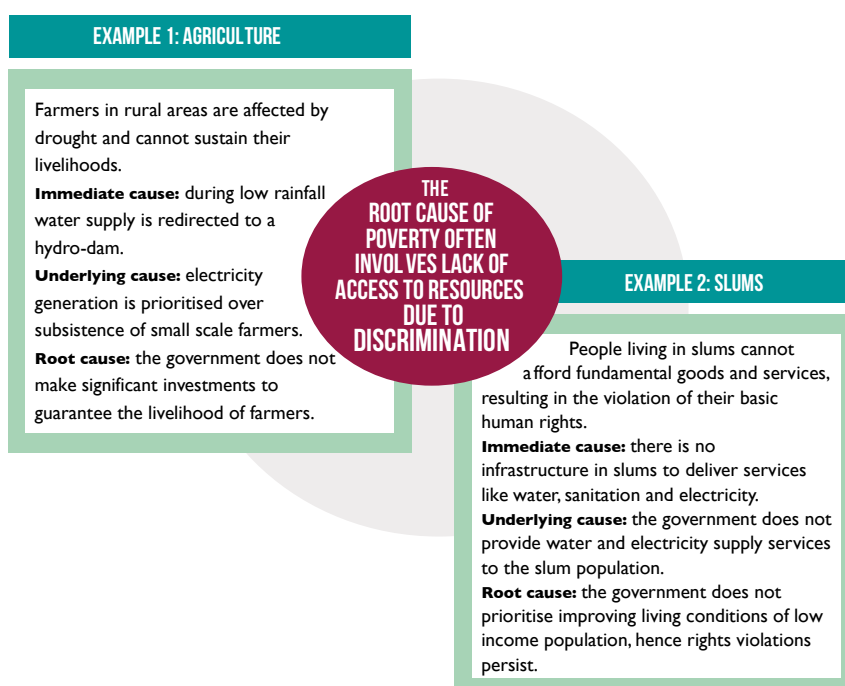 EXAMPLE 1: AGRICULTURE
Farmers in rural areas are affected by
drought and cannot sustain their
livelihoods.
Immediate cause: during low rainfall
water supply is redirected to a
hydro-dam.
Underlying cause: electricity
generation is prioritised over
subsistence of small scale farmers.
Root cause: the government does not
make significant investments to
guarantee the livelihood of farmers.
THE
ROOT CAUSE OF
POVERTY OFTEN
INVOLVES LACK OF
ACCESS TO RESOURCES
DUE TO
DISCRIMINATION
EXAMPLE 2: SLUMS
People living in slums cannot
afford fundamental goods and services,
resulting in the violation of their basic
human rights.
Immediate cause: there is no
infrastructure in slums to deliver services
like water, sanitation and electricity.
Underlying cause: the government does not
provide water and electricity supply services
to the slum population.
Root cause: the government does not
prioritise improving living conditions of low
income population, hence rights violations
persist.